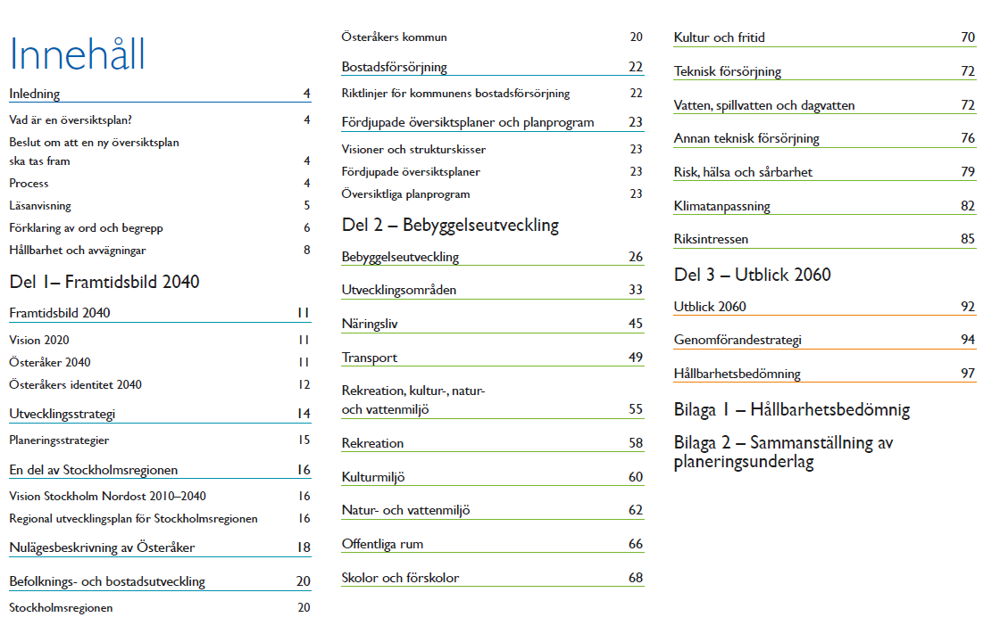 Innehåll
Inledning 4
Vad är en översiktsplan? 4
Beslut om att en ny översiktsplan
ska tas fram 4
Process 4
Läsanvisning 5
Förklaring av ord och begrepp 6
Hållbarhet och avvägningar 8
Del 1– Framtidsbild 2040
Framtidsbild 2040 11
Vision 2020 11
Österåker 2040 11
Österåkers identitet 2040 12
Utvecklingsstrategi 14
Planeringsstrategier 15
En del av Stockholmsregionen 16
Vision Stockholm Nordost 2010–2040 16
Regional utvecklingsplan för Stockholmsregionen 16
Nulägesbeskrivning av Österåker 18
Befolknings- och bostadsutveckling 20
Stockholmsregionen 20
Österåkers kommun 20
Bostadsförsörjning 22
Riktlinjer för kommunens bostadsförsörjning 22
Fördjupade översiktsplaner och planprogram 23
Visioner och strukturskisser 23
Fördjupade översiktsplaner 23
Översiktliga planprogram 23
Del 2 – Bebyggelseutveckling
Bebyggelseutveckling 26
Utvecklingsområden 33
Näringsliv 45
Transport 49
Rekreation, kultur-, natur-
och vattenmiljö 55
Rekreation 58
Kulturmiljö 60
Natur- och vattenmiljö 62
Offentliga rum 66
Skolor och förskolor 68
Kultur och fritid 70
Teknisk försörjning 72
Vatten, spillvatten och dagvatten 72
Annan teknisk försörjning 76
Risk, hälsa och sårbarhet 79
Klimatanpassning 82
Riksintressen 85
Del 3 – Utblick 2060
Utblick 2060 92
Genomförandestrategi 94
Hållbarhetsbedömning 97
Bilaga 1 – Hållbarhetsbedömnig
Bilaga 2 – Sammanställning av
planeringsunderlag